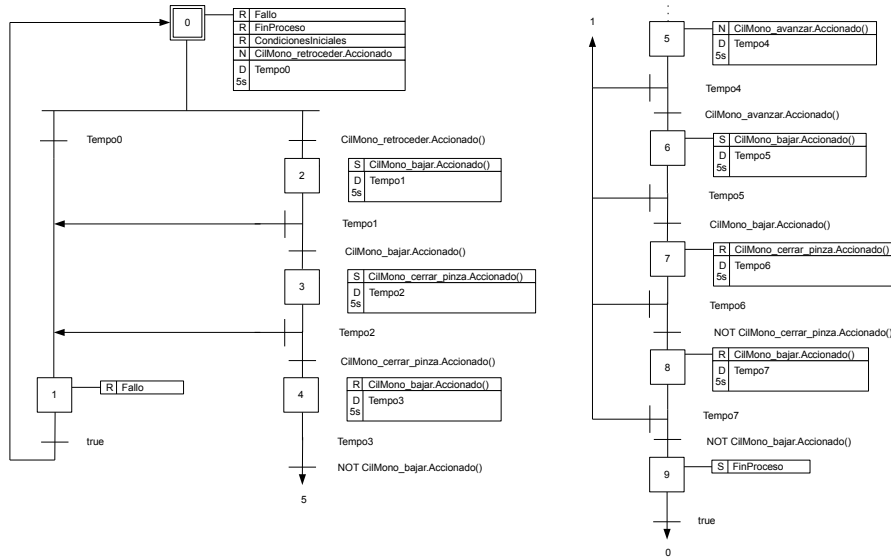 0
R Fallo
R FinProceso
R CondicionesIniciales
N CilMono_retroceder.Accionado
D 5s Tempo0
Tempo0
CilMono_retroceder.Accionado()
2
S CilMono_bajar.Accionado()
D 5s Tempo1
Tempo1
CilMono_bajar.Accionado()
3
S CilMono_cerrar_pinza.Accionado()
D 5s Tempo2
Tempo2
CilMono_cerrar_pinza.Accionado()
1
R Fallo
4
R CilMono_bajar.Accionado()
D 5s Tempo3
true
Tempo3
NOT CilMono_bajar.Accionado()
5
1
5
N CilMono_avanzar.Accionado()
D 5s Tempo4
Tempo4
CilMono_avanzar.Accionado()
6
S CilMono_bajar.Accionado()
D 5s Tempo5
Tempo5
CilMono_bajar.Accionado()
7
R CilMono_cerrar_pinza.Accionado()
D 5s Tempo6
Tempo6
NOT CilMono_cerrar_pinza.Accionado()
8
R CilMono_bajar.Accionado()
D 5s Tempo7
Tempo7
NOT CilMono_bajar.Accionado()
9
S FinProceso
true
0